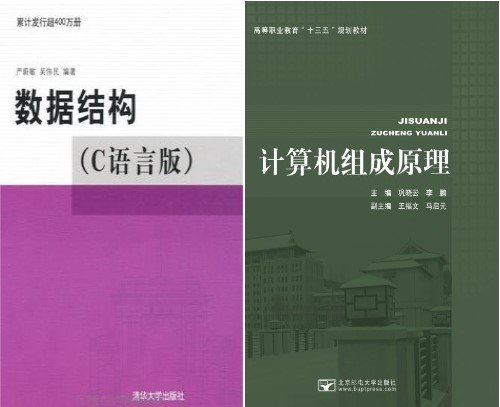 累计发行超400万册
严蔚敏 吴伟民 编著
数据结构
(C语言版)
清华大学出版社
高等职业教育“十三五”规划教材
JISUANJI
ZUCHENG YUANLI
计算机组成原理
主 编 巩晓云 李 鹏
副主编 王福文 马启元
北京邮电大学出版社
www.buptpress.com